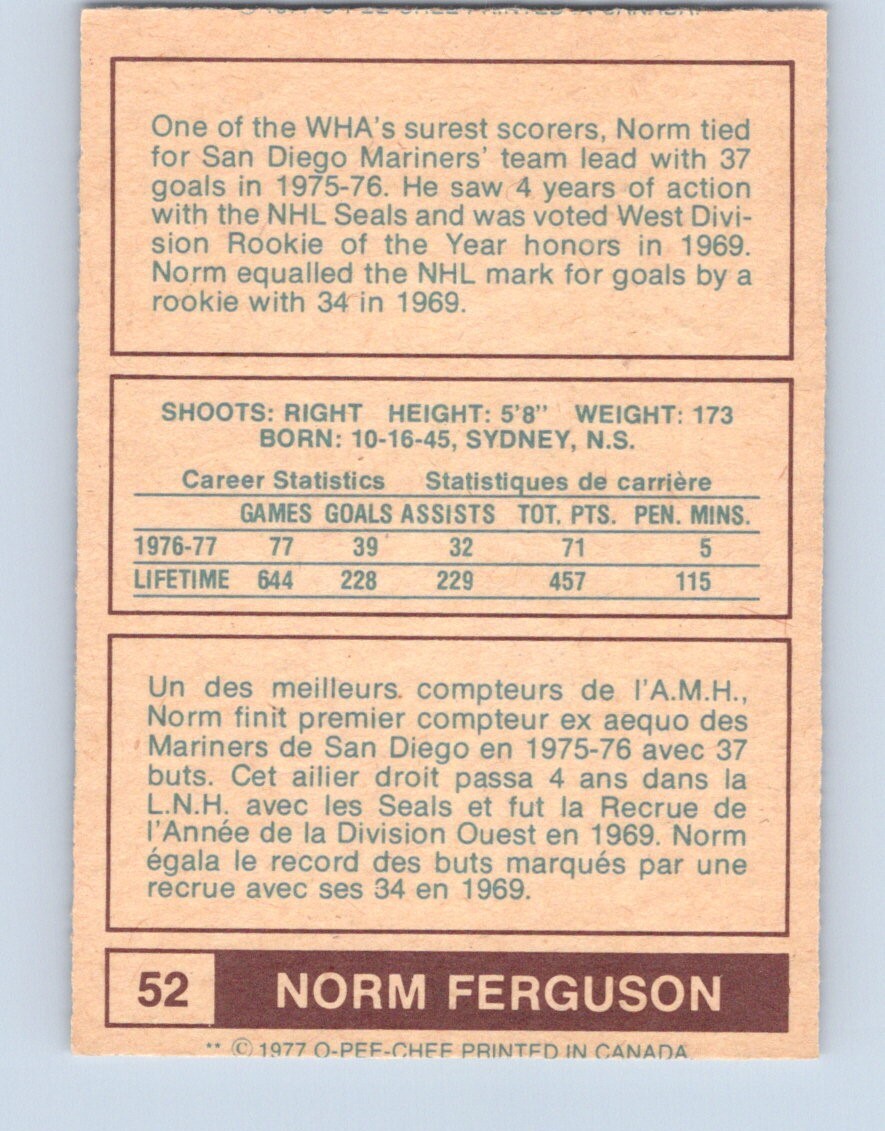 © 1977 O-PEE-CHEE PRINTED IN CANADA.
One of the WHA's surest scorers, Norm tied
for San Diego Mariners' team lead with 37
goals in 1975-76. He saw 4 years of action
with the NHL Seals and was voted West Divi-
sion Rookie of the Year honors in 1969.
Norm equalled the NHL mark for goals by a
rookie with 34 in 1969.
SHOOTS: RIGHT HEIGHT: 5'8" WEIGHT: 173
BORN: 10-16-45, SYDNEY, N.S.
Career Statistics Statistiques de carrière
GAMES GOALS ASSISTS TOT. PTS. PEN. MINS.
1976-77 77 39 32 71 5
LIFETIME 644 228 229 457 115
Un des meilleurs compteurs de l'A.M.H.,
Norm finit premier compteur ex aequo des
Mariners de San Diego en 1975-76 avec 37
buts. Cet ailier droit passa 4 ans dans la
L.N.H. avec les Seals et fut la Recrue de
l'Année de la Division Ouest en 1969. Norm
égala le record des buts marqués par une
recrue avec ses 34 en 1969.
52 NORM FERGUSON
** © 1977 O-PEE-CHEE PRINTED IN CANADA